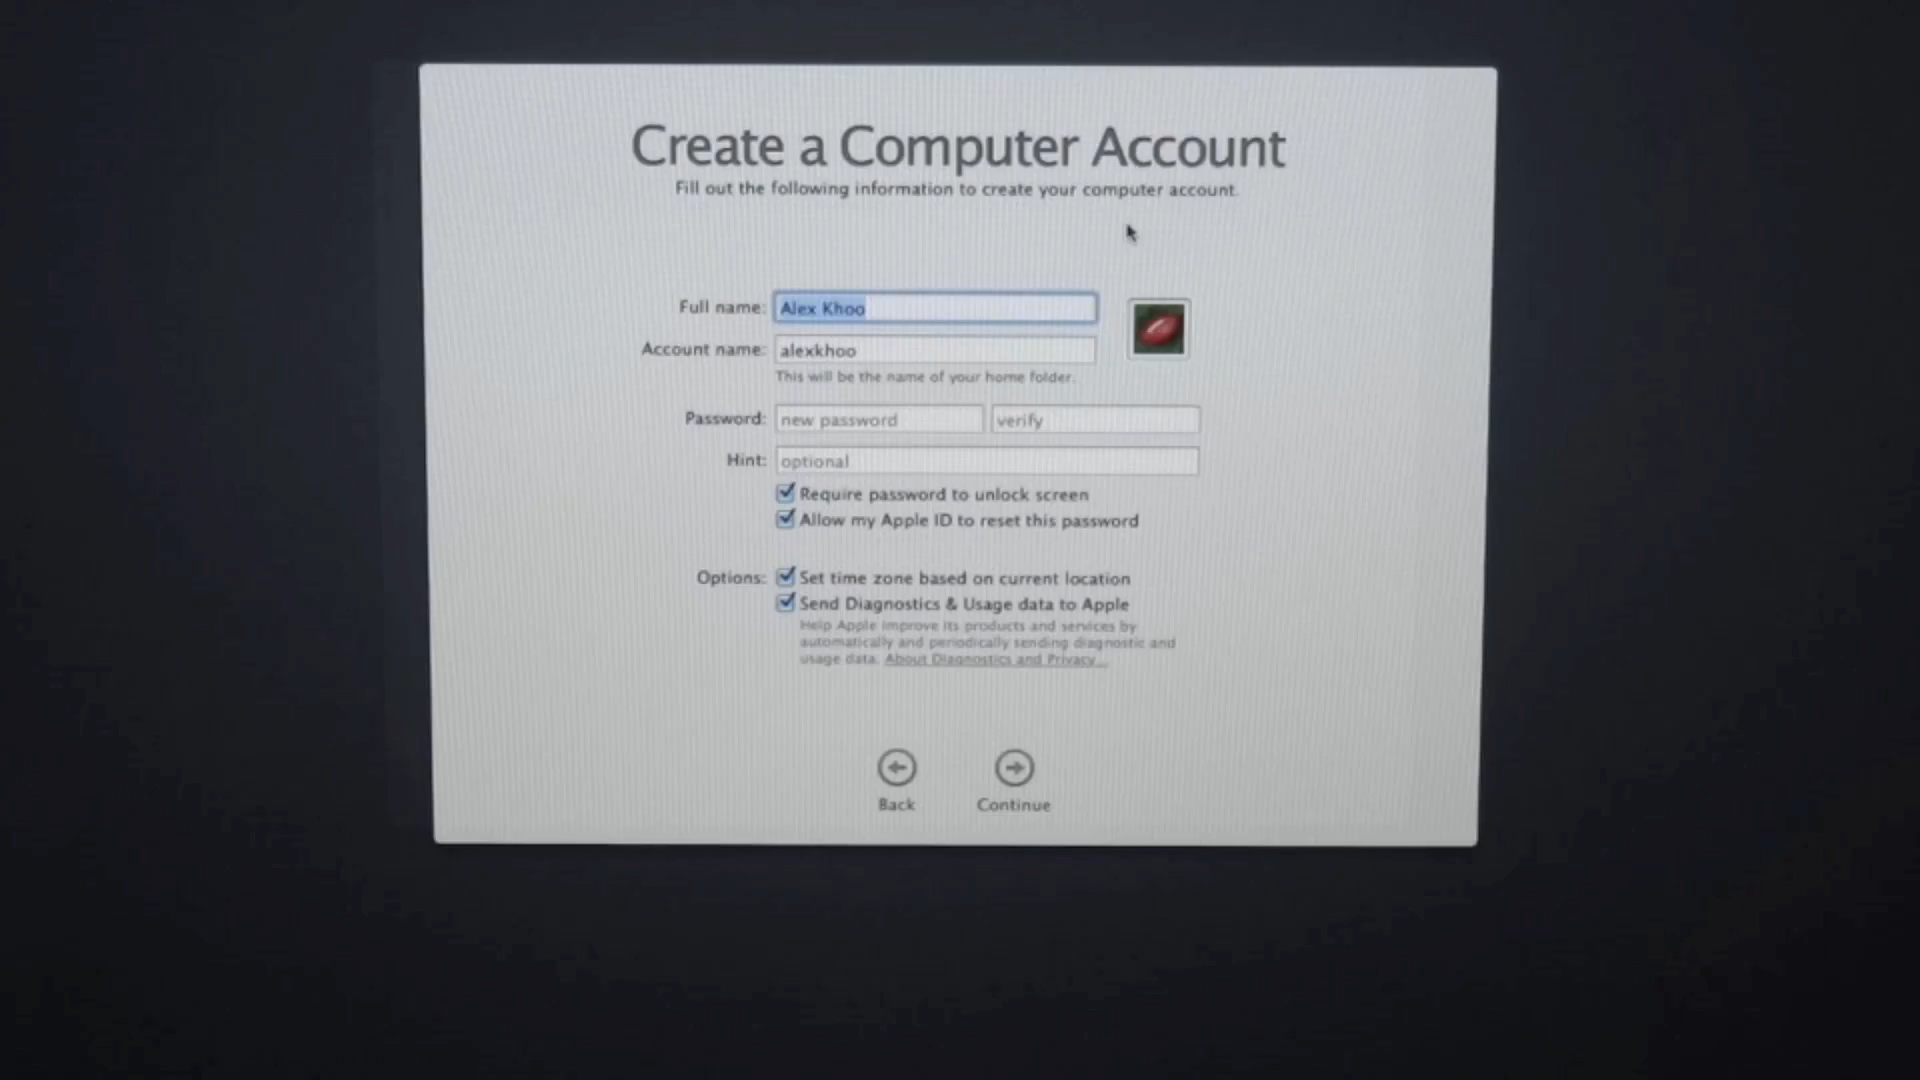 Create a Computer Account
Fill out the following information to create your computer account.
Full name: Alex Khoo
Account name: alexkhoo
This will be the name of your home folder.
Password: new password verify
Hint: optional
Require password to unlock screen
Allow my Apple ID to reset this password
Options: Set time zone based on current location
Send Diagnostics & Usage data to Apple
Help Apple improve its products and services by
automatically and periodically sending diagnostic and
usage data. About Diagnostics and Privacy...
Back Continue